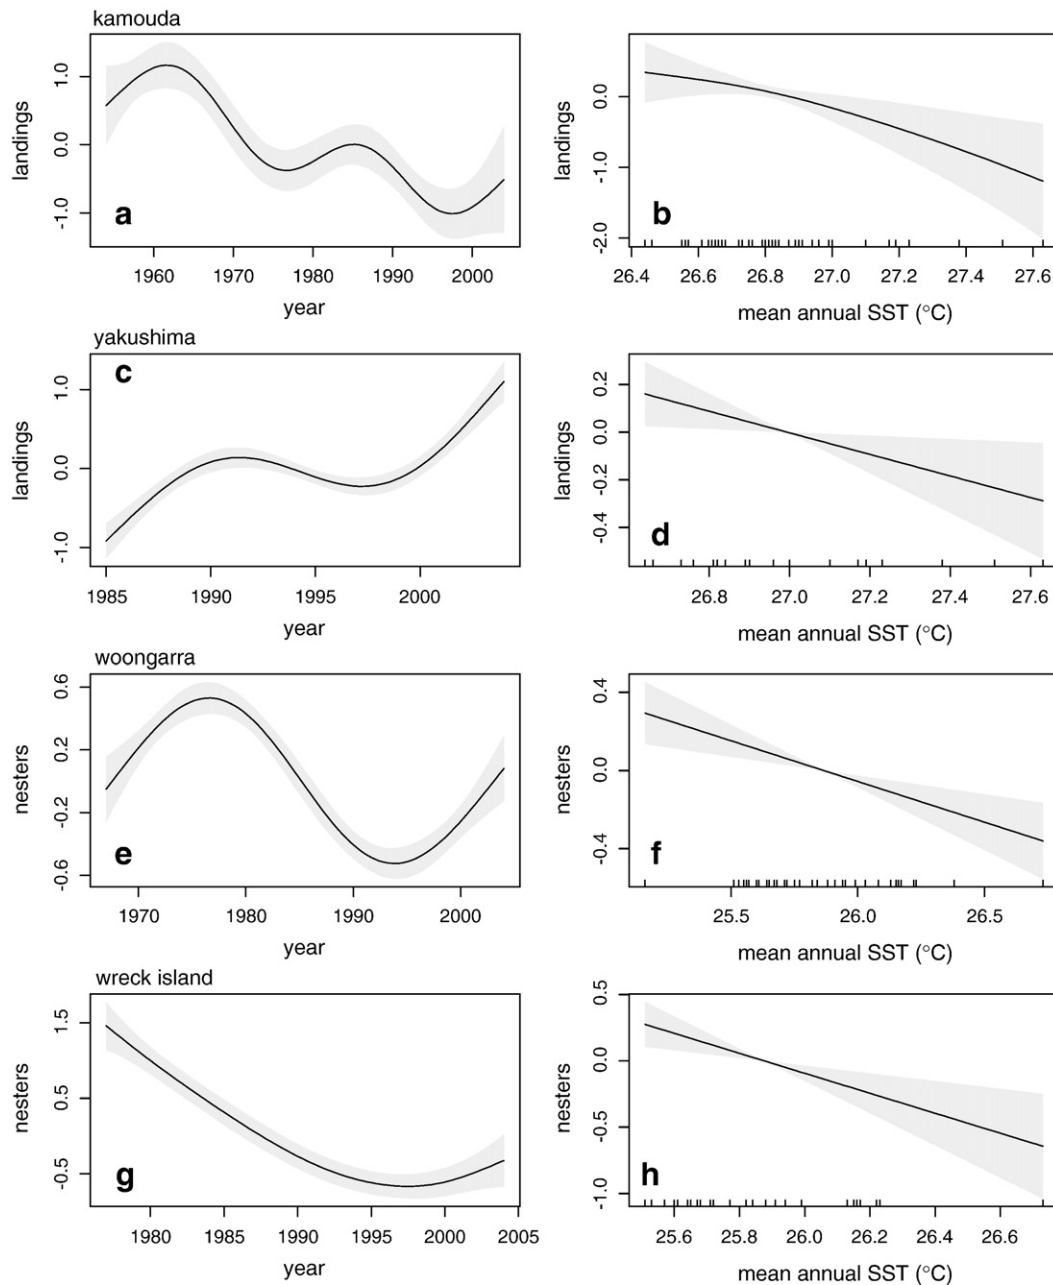 kamouda
landings
1.0
0.0
-1.0
a
1960 1970 1980 1990 2000
year
landings
0.0
-1.0
-2.0
b
26.4 26.6 26.8 27.0 27.2 27.4 27.6
mean annual SST (°C)
yakushima
landings
1.0
0.0
-1.0
c
1985 1990 1995 2000
year
landings
0.2
0.0
-0.2
-0.4
d
26.8 27.0 27.2 27.4 27.6
mean annual SST (°C)
woongarra
nesters
0.6
0.2
-0.2
-0.6
e
1970 1980 1990 2000
year
nesters
0.4
0.0
-0.4
f
25.5 26.0 26.5
mean annual SST (°C)
wreck island
nesters
1.5
0.5
-0.5
g
1980 1985 1990 1995 2000 2005
year
nesters
0.5
0.0
-0.5
-1.0
h
25.6 25.8 26.0 26.2 26.4 26.6
mean annual SST (°C)